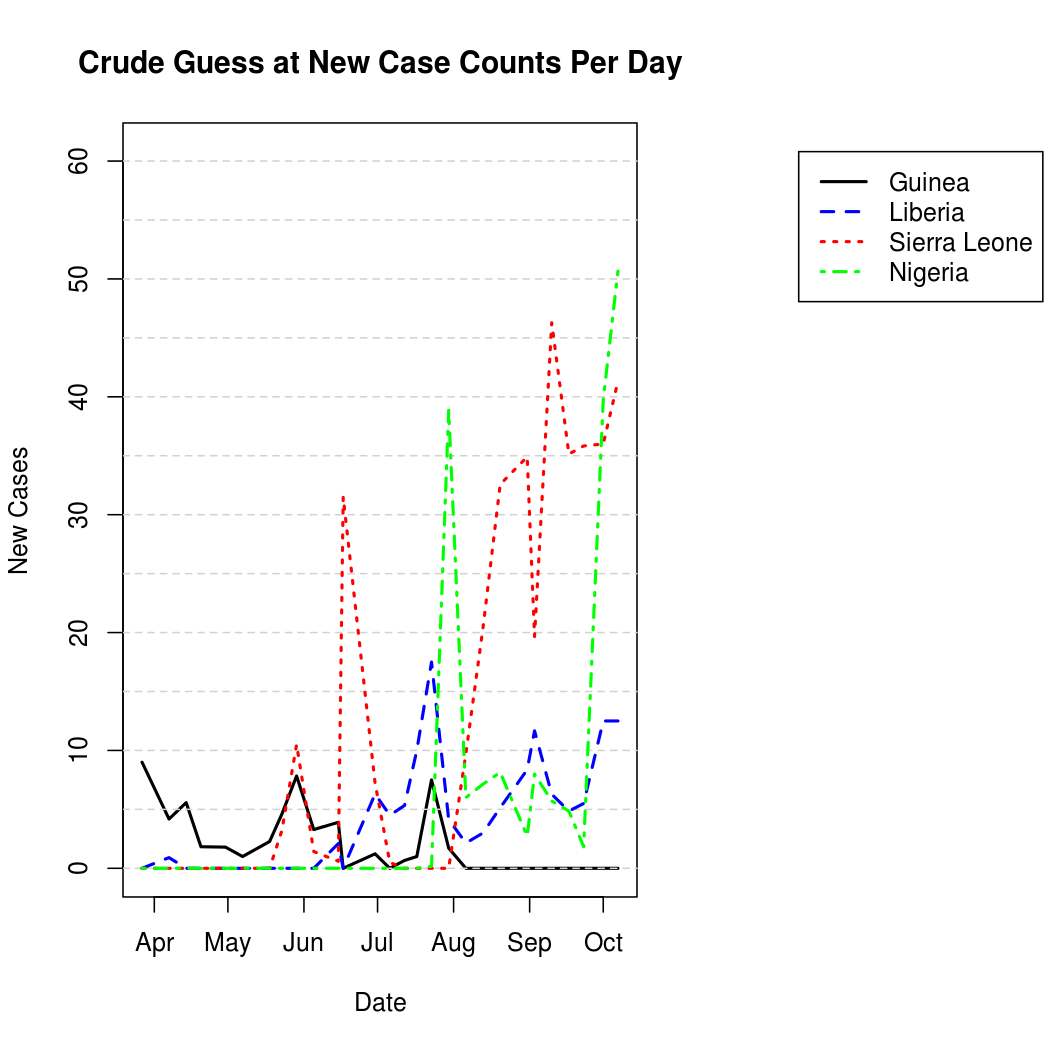 Crude Guess at New Case Counts Per Day
60
50
40
30
20
10
0
New Cases
Apr May Jun Jul Aug Sep Oct
Date
Guinea
Liberia
Sierra Leone
Nigeria